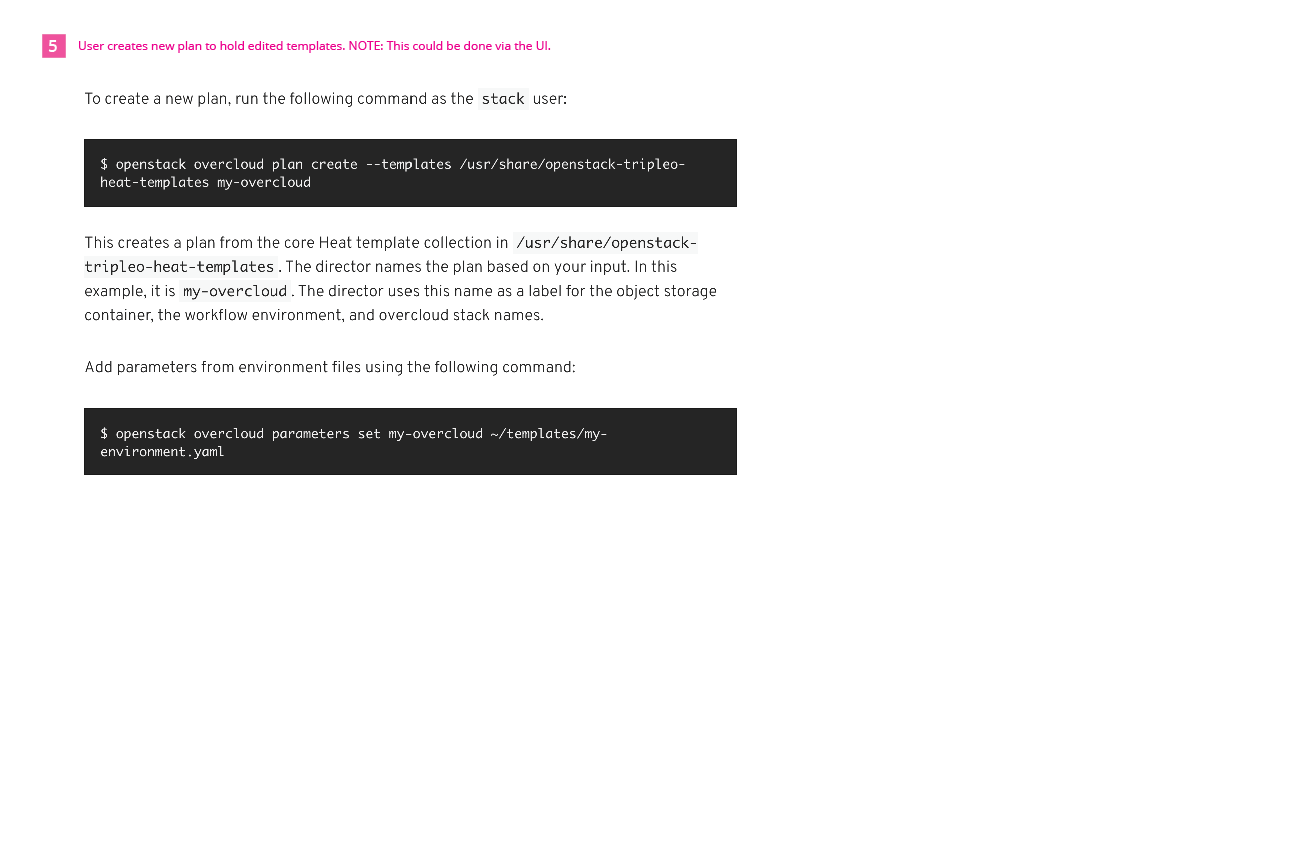 5 User creates new plan to hold edited templates. NOTE: This could be done via the UI.
To create a new plan, run the following command as the stack user:
$ openstack overcloud plan create --templates /usr/share/openstack-tripleo-
heat-templates my-overcloud
This creates a plan from the core Heat template collection in /usr/share/openstack-
tripleo-heat-templates. The director names the plan based on your input. In this
example, it is my-overcloud. The director uses this name as a label for the object storage
container, the workflow environment, and overcloud stack names.
Add parameters from environment files using the following command:
$ openstack overcloud parameters set my-overcloud ~/templates/my-
environment.yaml